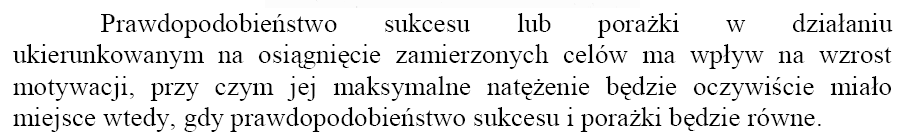 Prawdopodobieństwo sukcesu lub porażki w działaniu
ukierunkowanym na osiągnięcie zamierzonych celów ma wpływ na wzrost
motywacji, przy czym jej maksymalne natężenie będzie oczywiście miało
miejsce wtedy, gdy prawdopodobieństwo sukcesu i porażki będzie równe.